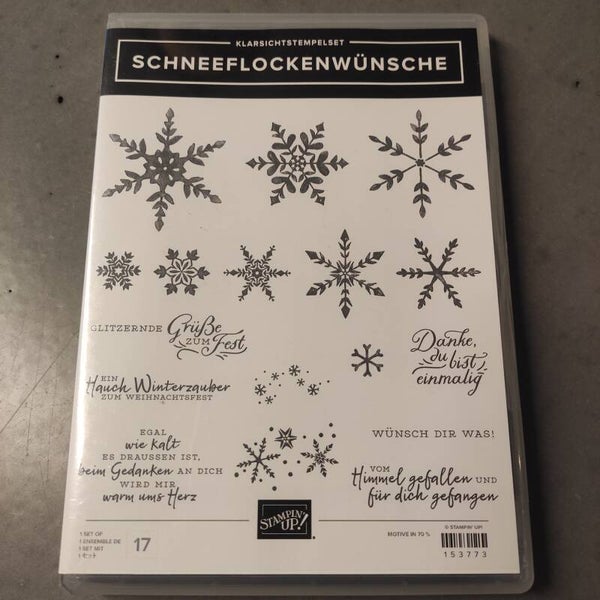 KLARSICHTSTEMPELSET
SCHNEEFLOCKENWÜNSCHE
GLITZERNDE Grüße
ZUM Fest
Danke,
du bist
einmalig
EIN
Hauch Winterzauber
ZUM WEIHNACHTSFEST
EGAL
wie kalt
ES DRAUSSEN IST,
beim Gedanken AN DICH
WIRD MIR
warm ums Herz
WÜNSCH DIR WAS!
VOM
Himmel gefallen UND
für dich gefangen
1 SET OF
1 ENSEMBLE DE
1 SET MIT
セット
17
STAMPIN' UP!
MOTIVE IN 70 %
© STAMPIN' UP!
153773